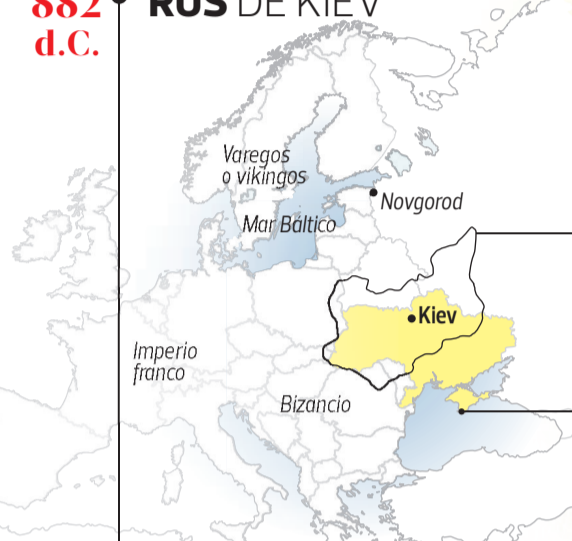 882
d.C.
RUS DE KIEV
Varegos
o vikingos
Novgorod
Mar Báltico
Kiev
Imperio
franco
Bizancio